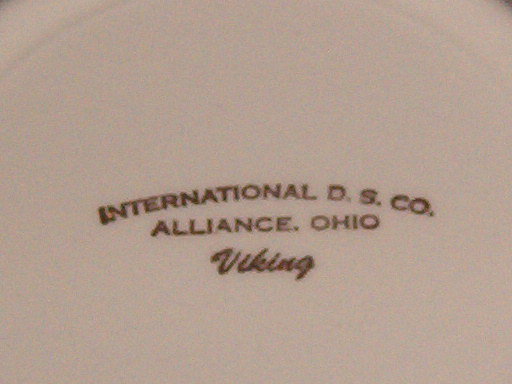 INTERNATIONAL D. S. CO.
ALLIANCE. OHIO
Viking